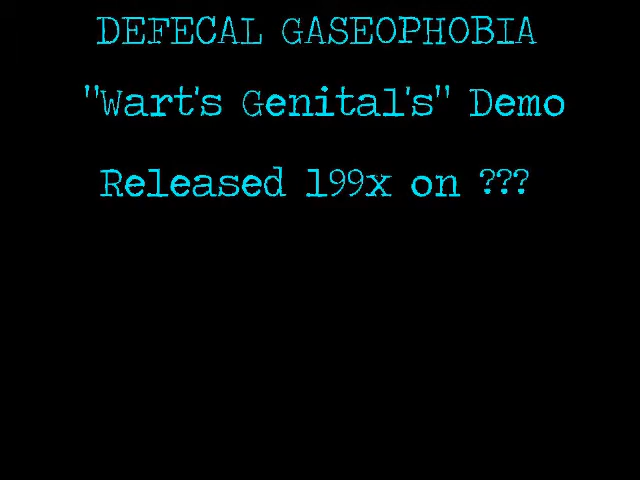 DEFECAL GASEOPHOBIA
"Wart's Genital's" Demo
Released 199x on ???